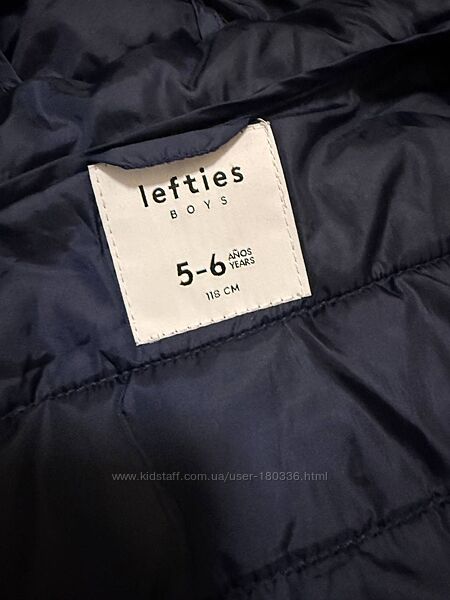 lefties
BOYS
5-6 AÑOS
YEARS
118 CM
www.kidstaff.com.ua/user-180336.html